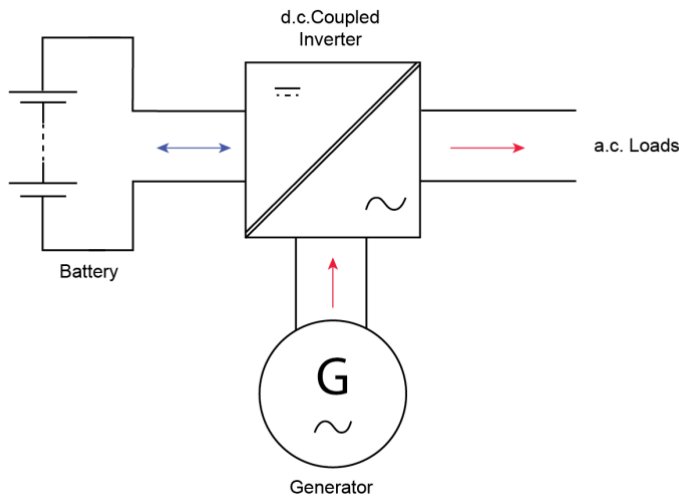 d.c.Coupled
Inverter
a.c. Loads
Battery
G
Generator